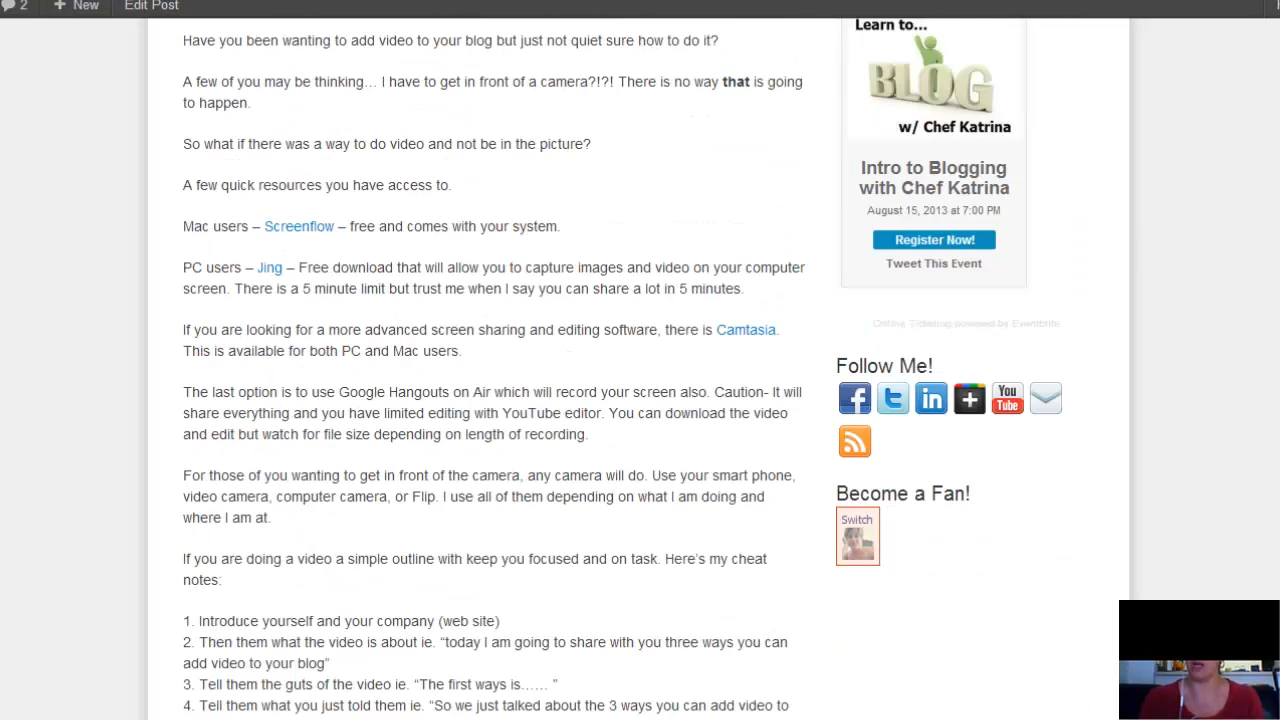 2 New Edit Post
Have you been wanting to add video to your blog but just not quiet sure how to do it?
A few of you may be thinking… I have to get in front of a camera?!?! There is no way that is going
to happen.
So what if there was a way to do video and not be in the picture?
A few quick resources you have access to.
Mac users – Screenflow – free and comes with your system.
PC users – Jing – Free download that will allow you to capture images and video on your computer
screen. There is a 5 minute limit but trust me when I say you can share a lot in 5 minutes.
If you are looking for a more advanced screen sharing and editing software, there is Camtasia.
This is available for both PC and Mac users.
The last option is to use Google Hangouts on Air which will record your screen also. Caution- It will
share everything and you have limited editing with YouTube editor. You can download the video
and edit but watch for file size depending on length of recording.
For those of you wanting to get in front of the camera, any camera will do. Use your smart phone,
video camera, computer camera, or Flip. I use all of them depending on what I am doing and
where I am at.
If you are doing a video a simple outline with keep you focused and on task. Here's my cheat
notes:
1. Introduce yourself and your company (web site)
2. Then them what the video is about ie. “today I am going to share with you three ways you can
add video to your blog”
3. Tell them the guts of the video ie. “The first ways is…… ”
4. Tell them what you just told them ie. “So we just talked about the 3 ways you can add video to
Learn to...
BLOG
w/ Chef Katrina
Intro to Blogging
with Chef Katrina
August 15, 2013 at 7:00 PM
Register Now!
Tweet This Event
Online Ticketing powered by Eventbrite
Follow Me!
You
Tube
Become a Fan!
Switch